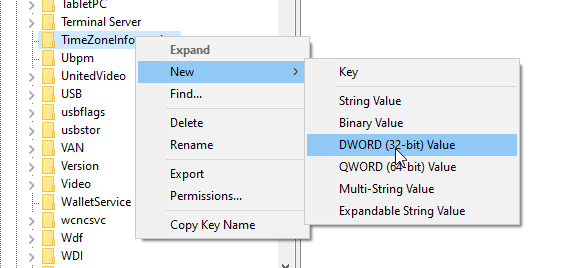 TabletPC
Terminal Server
TimeZoneInfo
Ubpm
UnitedVideo
USB
usbflags
usbstor
VAN
Version
Video
WalletService
wcncsvc
Wdf
WDI
Expand
New
Find...
Delete
Rename
Export
Permissions...
Copy Key Name
Key
String Value
Binary Value
DWORD (32-bit) Value
QWORD (64-bit) Value
Multi-String Value
Expandable String Value